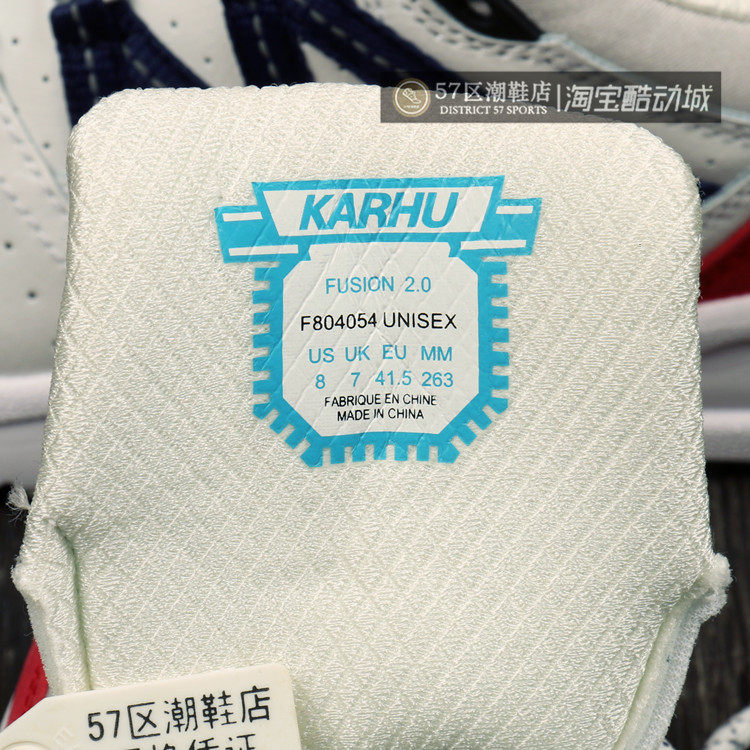 57区潮鞋店
DISTRICT 57 SPORTS
淘宝酷动城
KARHU
FUSION 2.0
F804054 UNISEX
US UK EU MM
8 7 41.5 263
FABRIQUE EN CHINE
MADE IN CHINA
57区潮鞋店